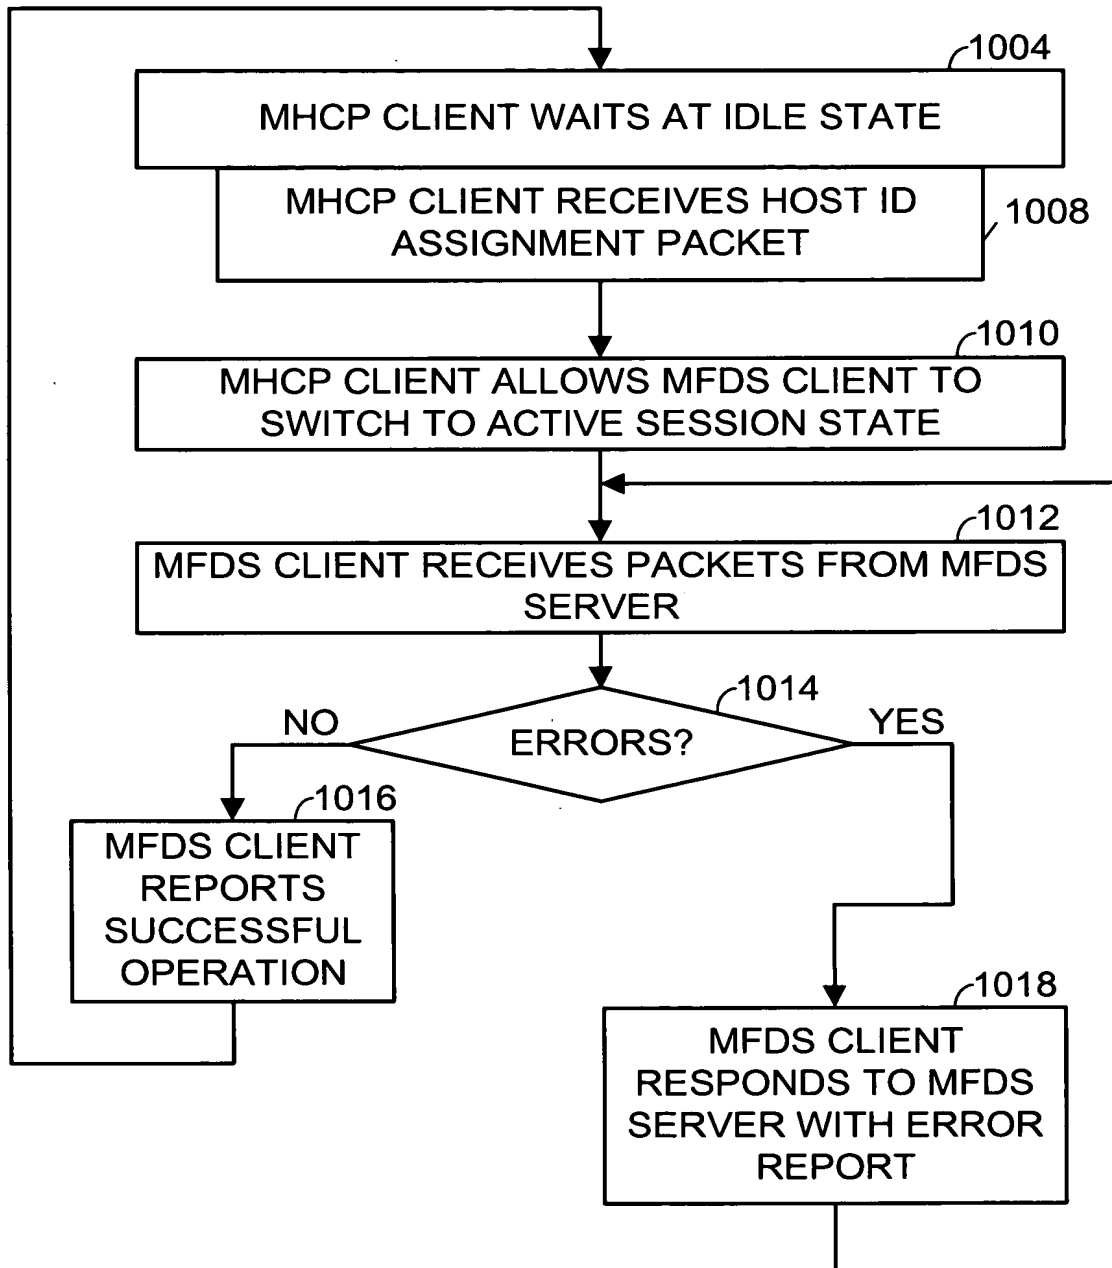 1004
MHCP CLIENT WAITS AT IDLE STATE
MHCP CLIENT RECEIVES HOST ID
ASSIGNMENT PACKET
1008
1010
MHCP CLIENT ALLOWS MFDS CLIENT TO
SWITCH TO ACTIVE SESSION STATE
1012
MFDS CLIENT RECEIVES PACKETS FROM MFDS
SERVER
1014
NO
ERRORS?
YES
1016
MFDS CLIENT
REPORTS
SUCCESSFUL
OPERATION
1018
MFDS CLIENT
RESPONDS TO MFDS
SERVER WITH ERROR
REPORT